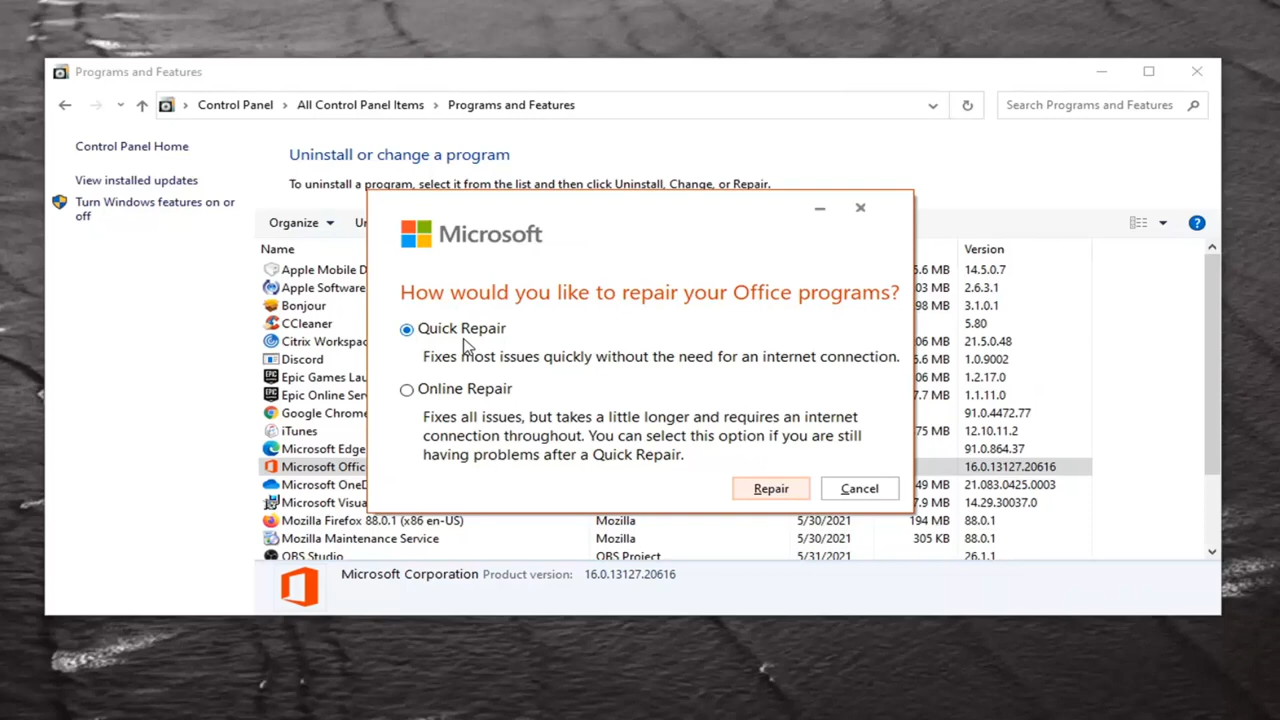 Programs and Features
Control Panel > All Control Panel Items > Programs and Features
Search Programs and Features
Control Panel Home
View installed updates
Turn Windows features on or
off
Uninstall or change a program
To uninstall a program, select it from the list and then click Uninstall, Change, or Repair.
Organize
Name Version
Apple Mobile 14.5.0.7
Apple Software 2.6.3.1
Bonjour 3.1.0.1
CCleaner 5.80
Citrix 06 MB 21.5.0.48
Discord 1.0.9002
Epic Games 1.2.17.0
Epic Online 1.1.11.0
Google Chrome 91.0.4472.77
iTunes 75 MB 12.10.11.2
Microsoft Edge 91.0.864.37
Microsoft 16.0.13127.20616
Microsoft 49 MB 21.083.0425.0003
Microsoft 7.9 MB 14.29.30037.0
Mozilla Firefox 88.0.1 (x86 en-US) Mozilla 5/30/2021 194 MB 88.0.1
Mozilla Maintenance Service Mozilla 5/30/2021 305 KB 88.0.1
OBS Studio OBS Project 5/31/2021 26.1.1
Microsoft
How would you like to repair your Office programs?
Quick Repair
Fixes most issues quickly without the need for an internet connection.
Online Repair
Fixes all issues, but takes a little longer and requires an internet
connection throughout. You can select this option if you are still
having problems after a Quick Repair.
Repair Cancel
Microsoft Corporation Product version: 16.0.13127.20616